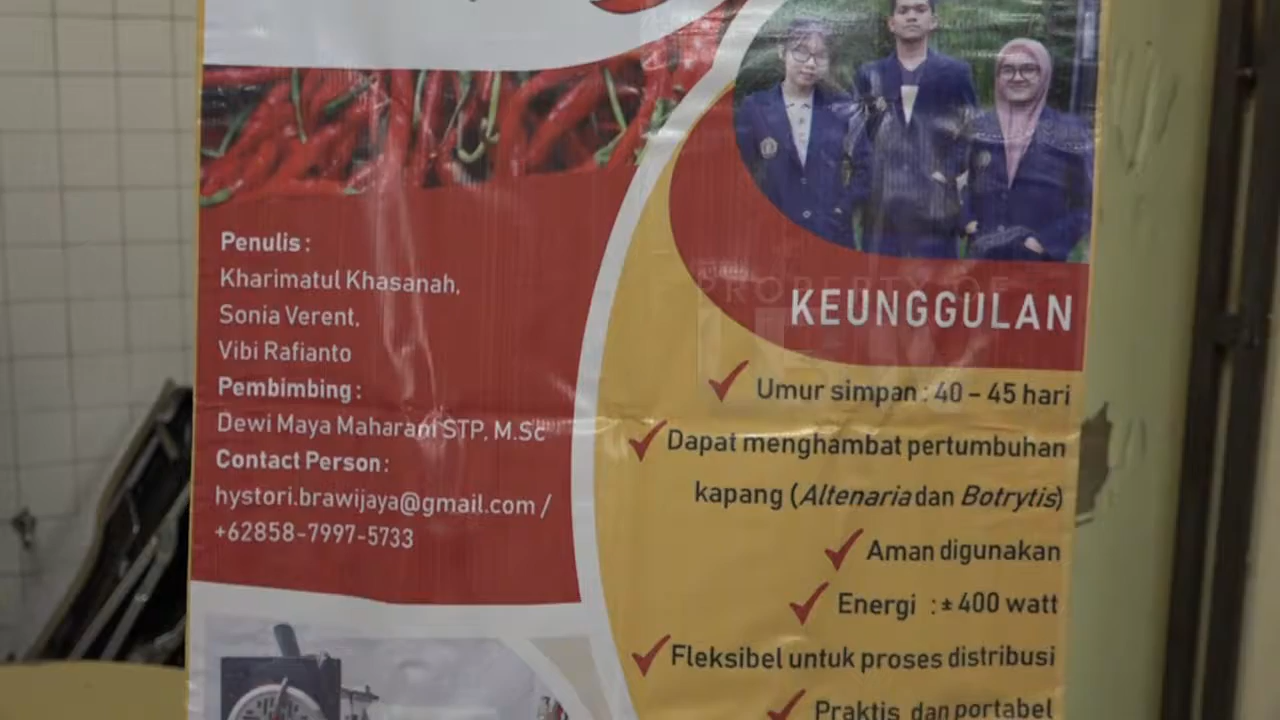 Penulis :
Kharimatul Khasanah,
Sonia Verent,
Vibi Rafianto
Pembimbing :
Dewi Maya Maharani STP, M.Sc
Contact Person :
hystori.brawijaya@gmail.com /
+62858-7997-5733
PROPERTY OF
KEUNGGULAN
Umur simpan : 40 – 45 hari
Dapat menghambat pertumbuhan
kapang (Altenaria dan Botrytis)
Aman digunakan
Energi : ± 400 watt
Fleksibel untuk proses distribusi
Praktis dan portabel